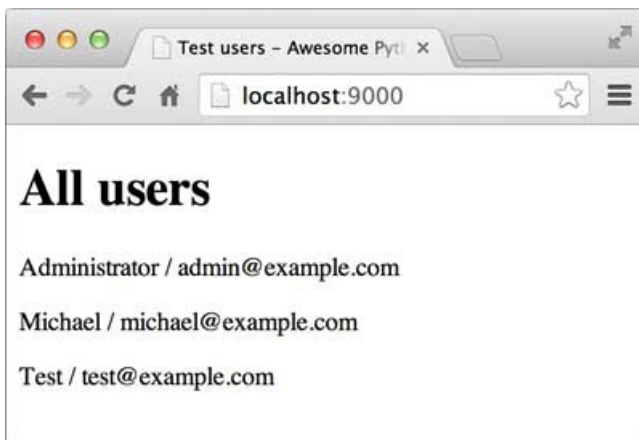 Test users – Awesome Pyt
localhost:9000
All users
Administrator / admin@example.com
Michael / michael@example.com
Test / test@example.com